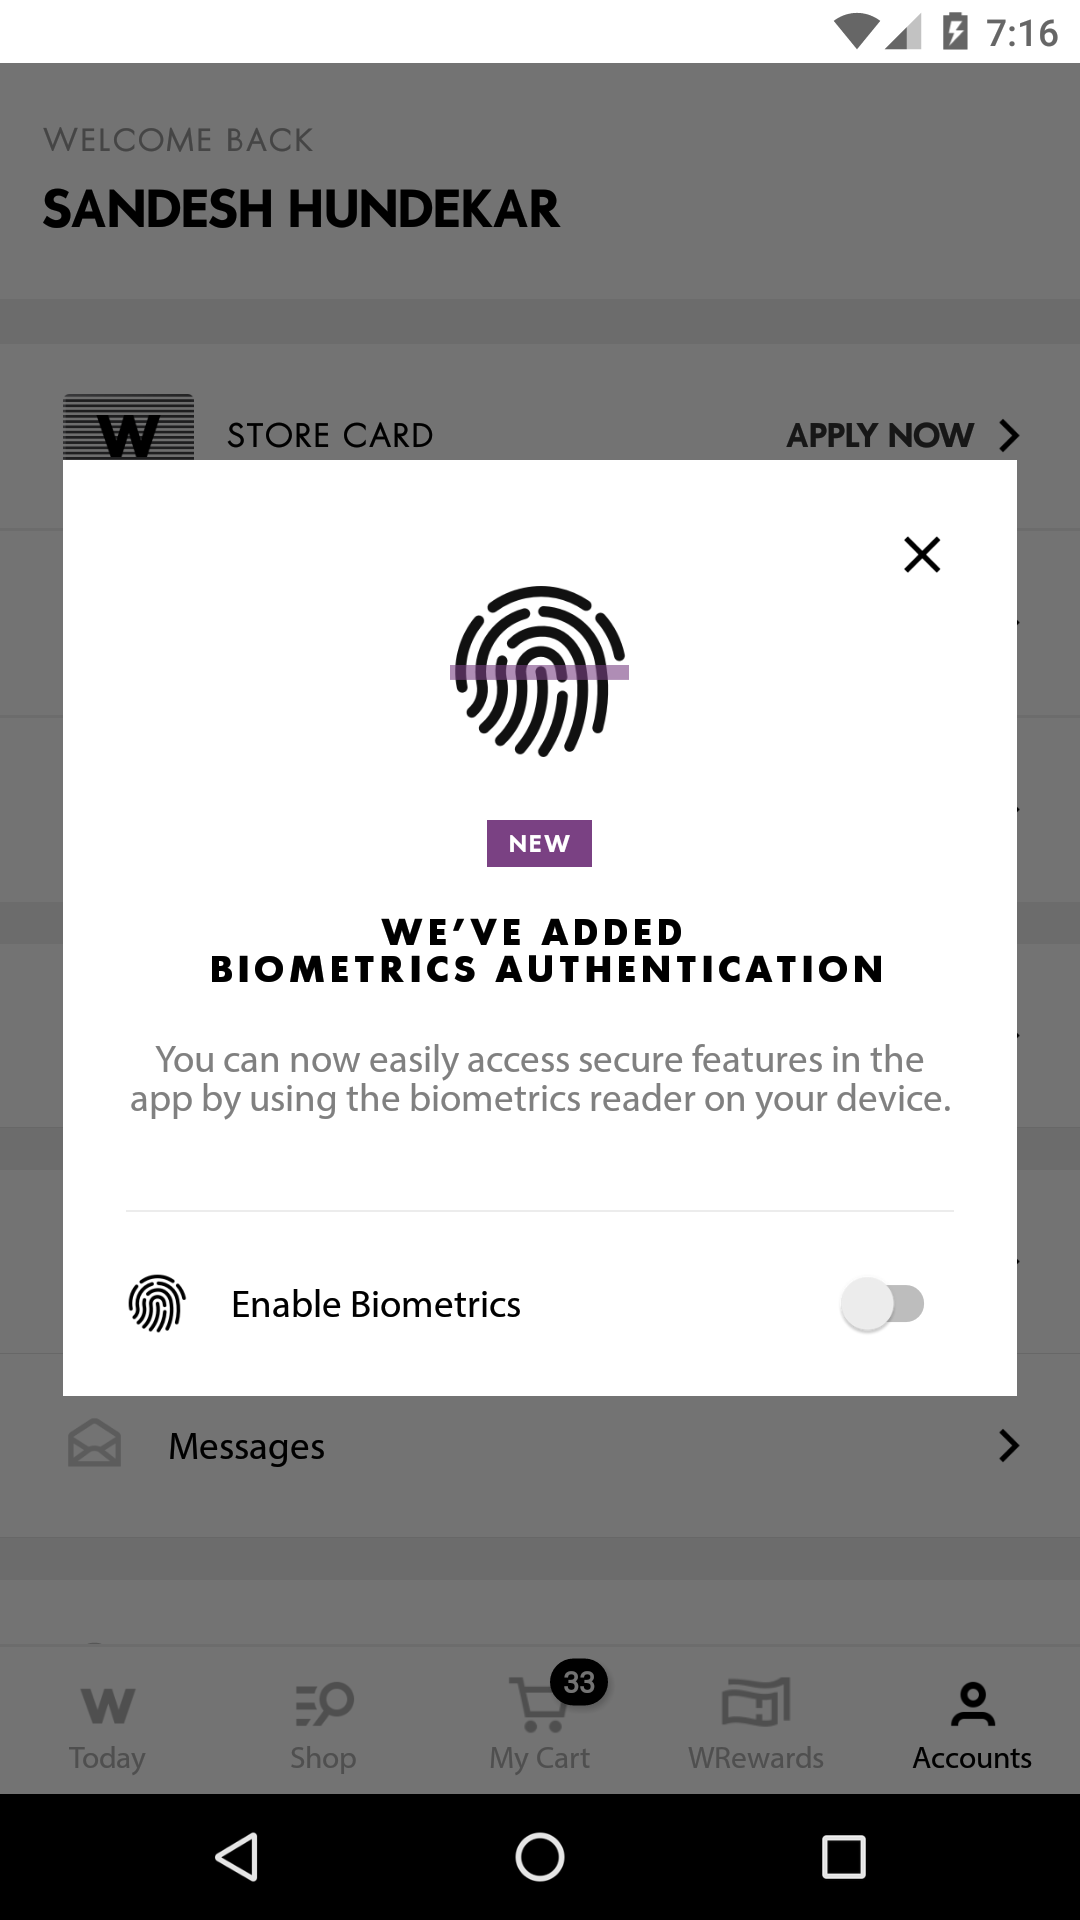 7:16
WELCOME BACK
SANDESH HUNDEKAR
W
STORE CARD
APPLY NOW
NEW
WE’VE ADDED
BIOMETRICS AUTHENTICATION
You can now easily access secure features in the
app by using the biometrics reader on your device.
Enable Biometrics
Messages
33
W
Today
Shop
My Cart
WRewards
Accounts